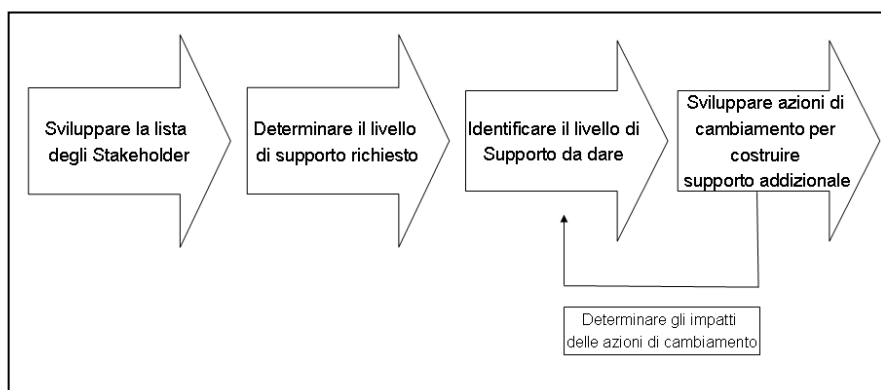 Sviluppare la lista
degli Stakeholder
Determinare il livello
di supporto richiesto
Identificare il livello di
Supporto da dare
Sviluppare azioni di
cambiamento per
costruire
supporto addizionale
Determinare gli impatti
delle azioni di cambiamento